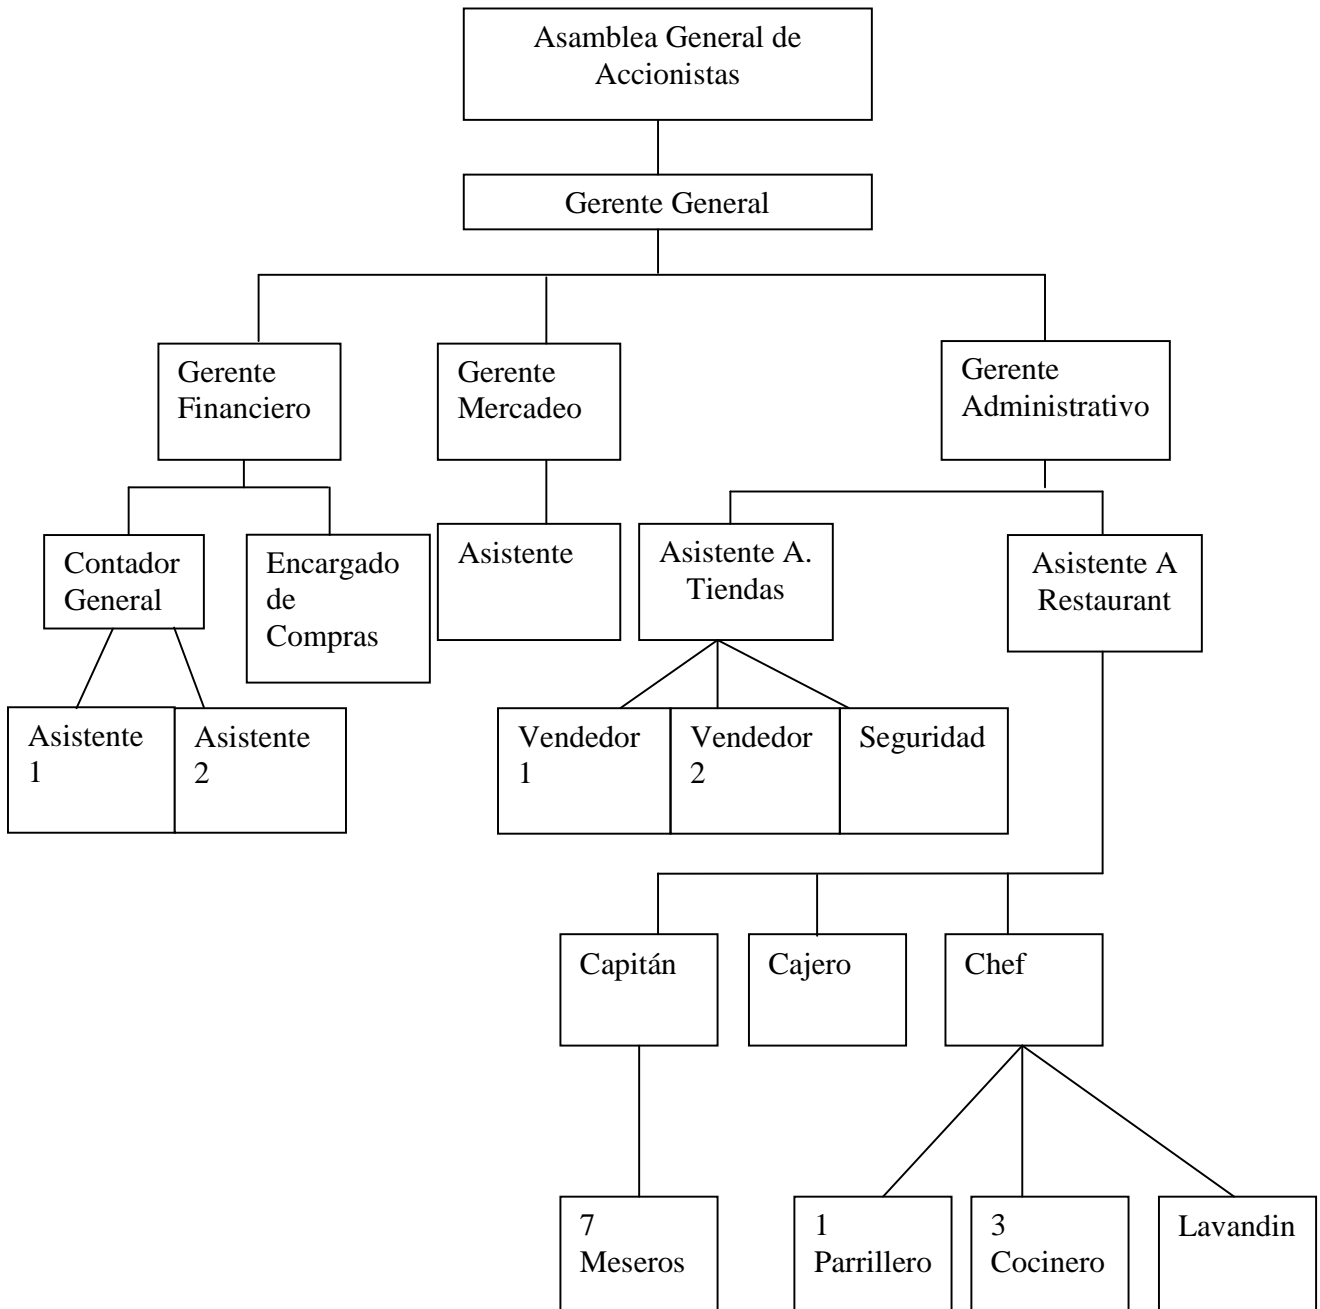 Asamblea General de
Accionistas
Gerente General
Gerente
Financiero
Gerente
Mercadeo
Gerente
Administrativo
Contador
General
Encargado
de
Compras
Asistente
Asistente A.
Tiendas
Asistente A
Restaurant
Asistente
1
Asistente
2
Vendedor
1
Vendedor
2
Seguridad
Capitán
Cajero
Chef
7
Meseros
1
Parrillero
3
Cocinero
Lavandin